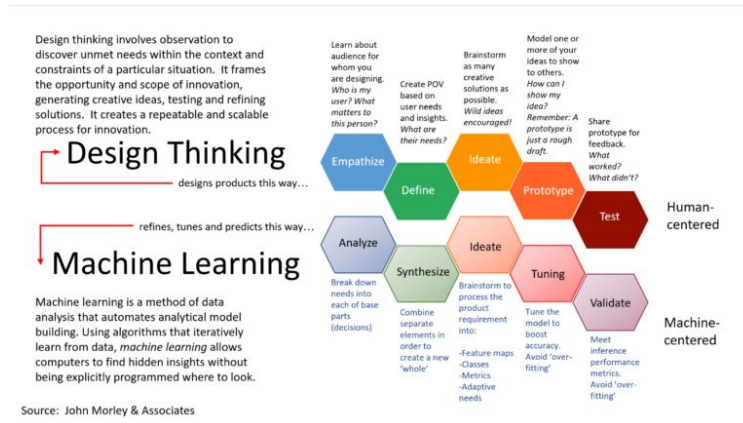 Design thinking involves observation to
discover unmet needs within the context and
constraints of a particular situation.  It frames
the opportunity and scope of innovation,
generating creative ideas, testing and refining
solutions.  It creates a repeatable and scalable
process for innovation.
Design Thinking
designs products this way…
Learn about
audience for
whom you
are designing.
Who is my
user? What
matters to
this person?
Create POV
based on
user needs
and insights.
What are
their needs?
Brainstorm
as many
creative
solutions as
possible.
Wild ideas
encouraged!
Model one or
more of your
ideas to show
to others.
How can I
show my
idea?
Remember: A
prototype is
just a rough
draft.
Share
prototype for
feedback.
What
worked?
What didn't?
Empathize
Define
Ideate
Prototype
Test
Human-
centered
refines, tunes and predicts this way…
Machine Learning
Machine learning is a method of data
analysis that automates analytical model
building. Using algorithms that iteratively
learn from data, machine learning allows
computers to find hidden insights without
being explicitly programmed where to look.
Analyze
Synthesize
Ideate
Tuning
Validate
Machine-
centered
Break down
needs into
each of base
parts
(decisions)
Combine
separate
elements in
order to
create a new
'whole'
Brainstorm to
process the
product
requirement
into:
-Feature maps
-Classes
-Metrics
-Adaptive
needs
Tune the
model to
boost
accuracy.
Avoid 'over-
fitting'
Meet
inference
performance
metrics.
Avoid 'over-
fitting'
Source:  John Morley & Associates